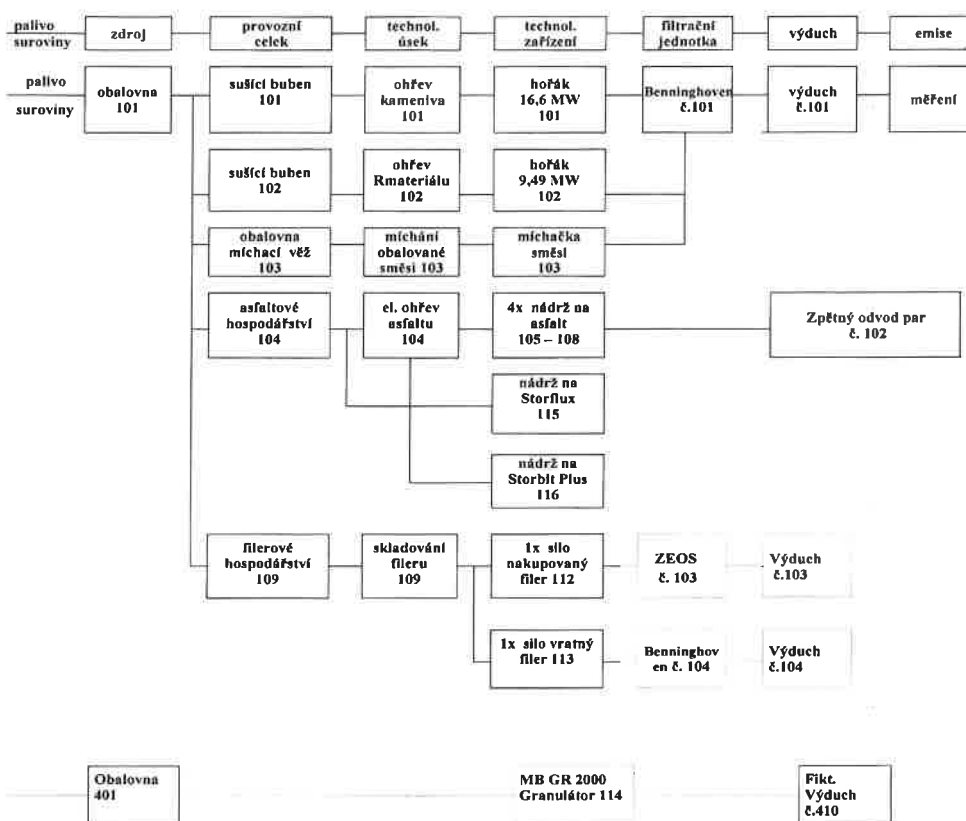 palivo
suroviny
zdroj
provozní
celek
technol.
úsek
technol.
zařízení
filtrační
jednotka
výduch
emise
palivo
suroviny
obalovna
101
sušící buben
101
ohřev
kameniva
101
hořák
16,6 MW
101
Benninghoven
č.101
výduch
č.101
měření
sušící buben
102
ohřev
Rmateriálu
102
hořák
9,49 MW
102
obalovna
míchací věž
103
míchání
obalované
směsi 103
míchačka
směsi
103
asfaltové
hospodářství
104
el. ohřev
asfaltu
104
4x nádrž na
asfalt
105 – 108
Zpětný odvod par
č. 102
nádrž na
Storflux
115
nádrž na
Storbit Plus
116
filerové
hospodářství
109
skladování
fileru
109
1x silo
nakupovaný
filer 112
ZEOS
č. 103
Výduch
č.103
1x silo vratný
filer 113
Benninghov
en č. 104
Výduch
č.104
Obalovna
401
MB GR 2000
Granulátor 114
Fikt.
Výduch
č.410